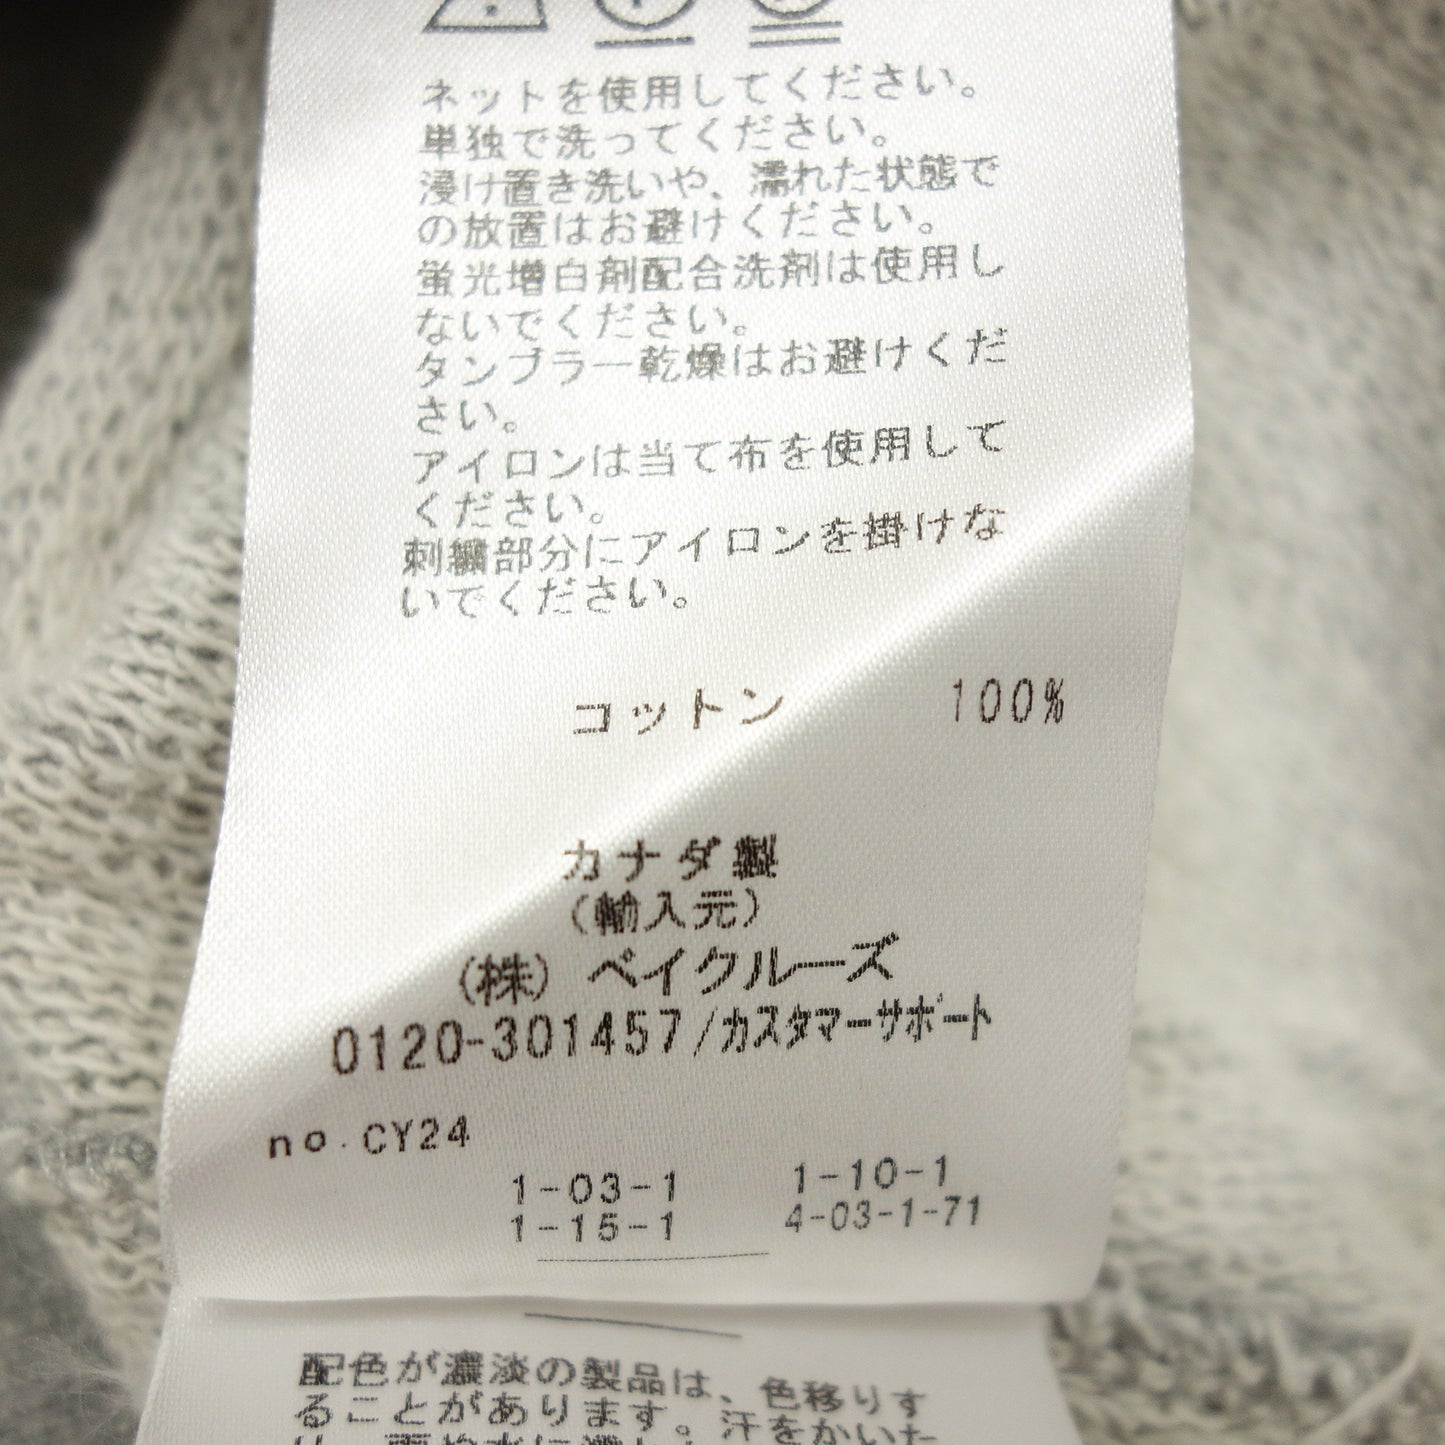 ネットを使用してください。
単独で洗ってください。
浸け置き洗いや、濡れた状態で
の放置はお避けください。
蛍光増白剤配合洗剤は使用し
ないでください。
タンブラー乾燥はお避けくだ
さい。
アイロンは当て布を使用して
ください。
刺繍部分にアイロンを掛けな
いでください。
コットン 100%
カナダ製
(輸入元)
(株) ベイクルーズ
0120-301457/カスタマーサポート
no.CY24
1-03-1 1-10-1
1-15-1 4-03-1-71
配色が濃淡の製品は、色移りす
ることがあります。汗をかいた